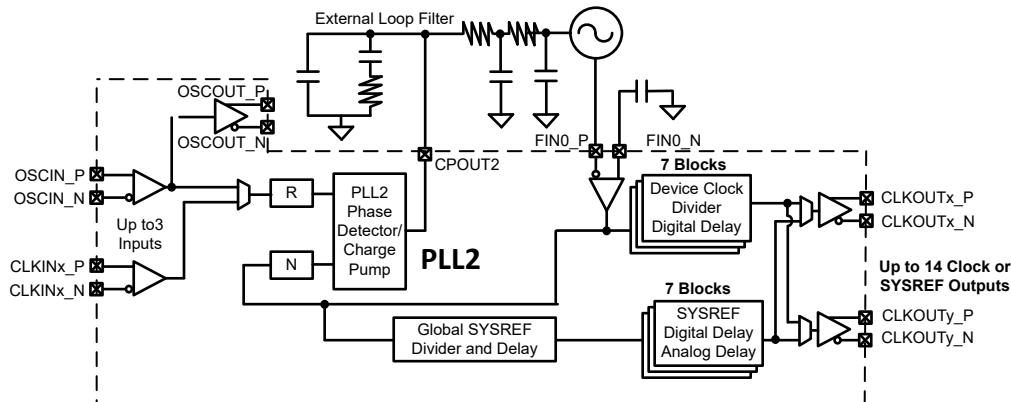 External Loop Filter
OSCOUT_P
OSCOUT_N
FIN0_P
FIN0_N
CPOUT2
7 Blocks
OSCIN_P
OSCIN_N
Up to3
Inputs
CLKINx_P
CLKINx_N
R
N
PLL2
Phase
Detector/
Charge
Pump
PLL2
Device Clock
Divider
Digital Delay
CLKOUTx_P
CLKOUTx_N
Up to 14 Clock or
SYSREF Outputs
7 Blocks
Global SYSREF
Divider and Delay
SYSREF
Digital Delay
Analog Delay
CLKOUTy_P
CLKOUTy_N